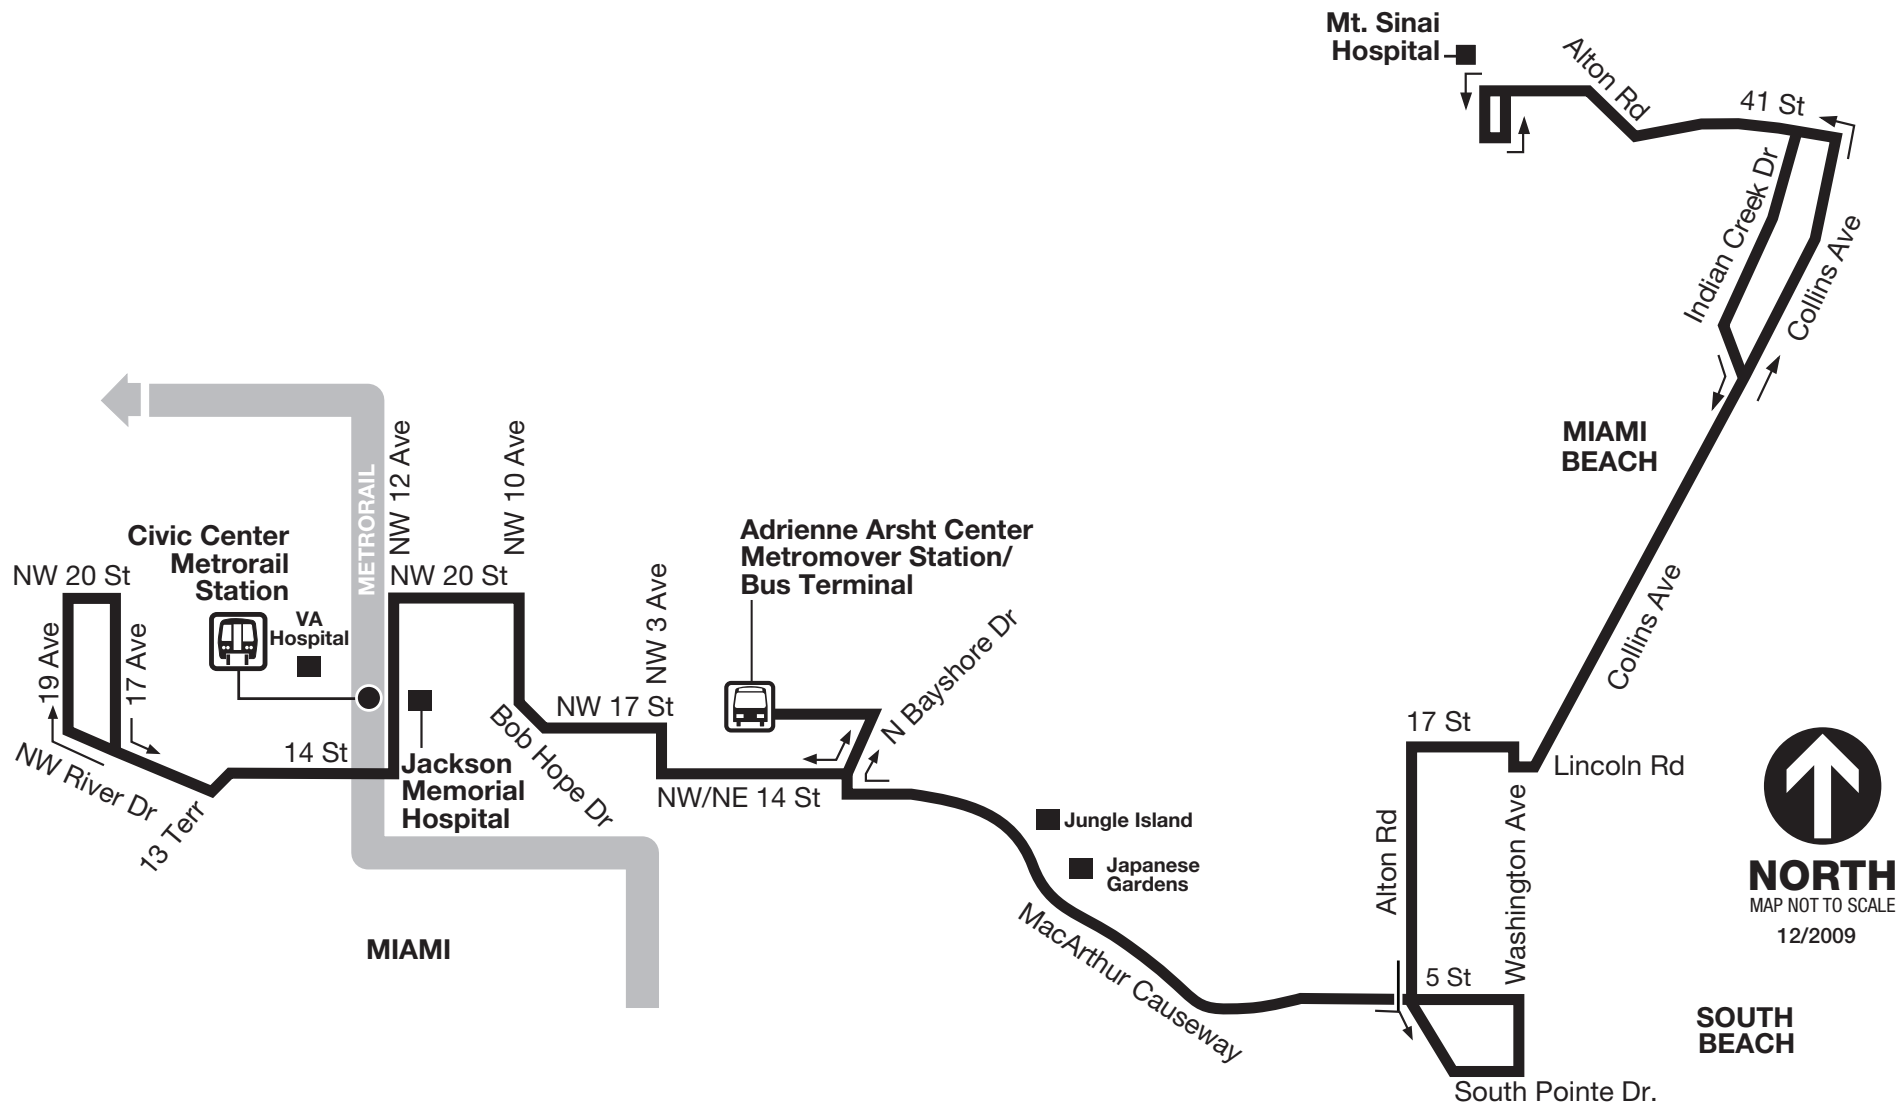 Mt. Sinai
Hospital
Alton Rd
41 St
Indian Creek Dr
Collins Ave
MIAMI
BEACH
METRORAIL
NW 12 Ave
NW 10 Ave
Civic Center
Metrorail
Station
NW 20 St
NW 20 St
VA
Hospital
19 Ave
17 Ave
NW River Dr
13 Terr
14 St
Jackson
Memorial
Hospital
Bob Hope Dr
NW 17 St
NW 3 Ave
Adrienne Arsht Center
Metromover Station/
Bus Terminal
N Bayshore Dr
NW/NE 14 St
Jungle Island
Japanese
Gardens
MacArthur Causeway
Collins Ave
17 St
Lincoln Rd
Alton Rd
Washington Ave
5 St
South Pointe Dr.
SOUTH
BEACH
MIAMI
NORTH
MAP NOT TO SCALE
12/2009